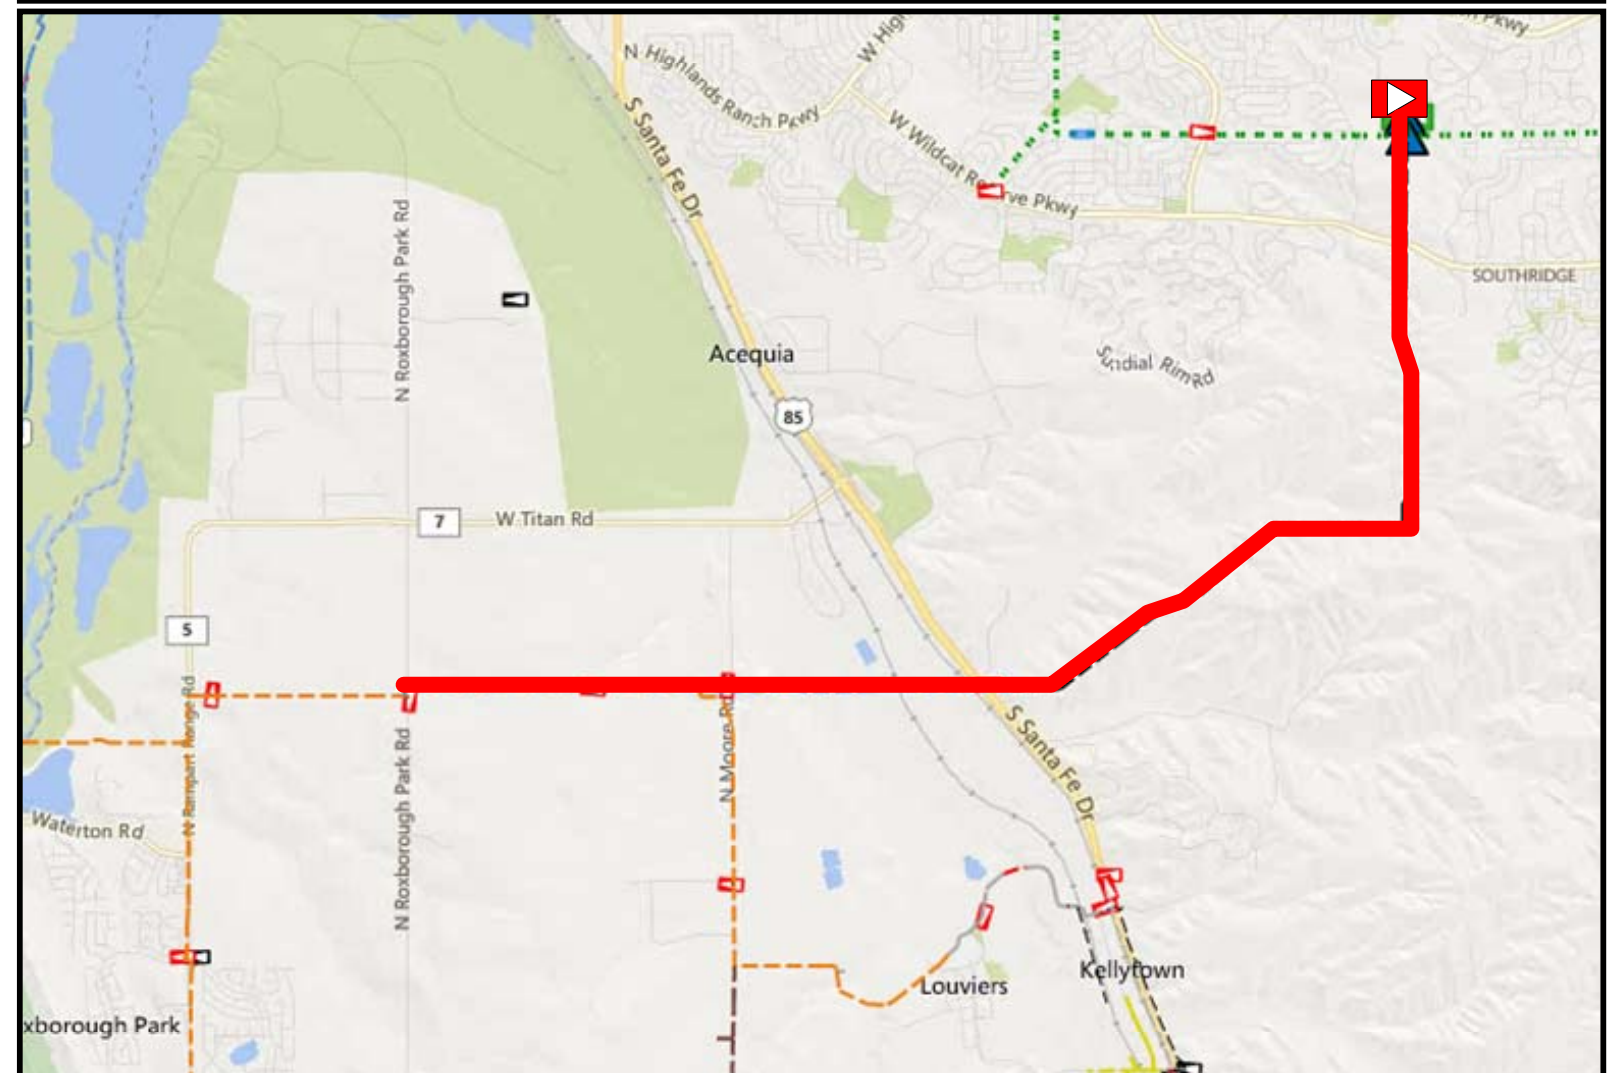 N Highlands Ranch Pkwy
W High
n Pkwy
S Santa Fe Dr
W Wildcat Reserve Pkwy
N Roxborough Park Rd
SOUTHRIDGE
Acequia
Sundial Rim Rd
85
7
W Titan Rd
5
N Rampart Range Rd
N Roxborough Park Rd
N Moore Rd
S Santa Fe Dr
Waterton Rd
Kellytown
Louviers
xborough Park